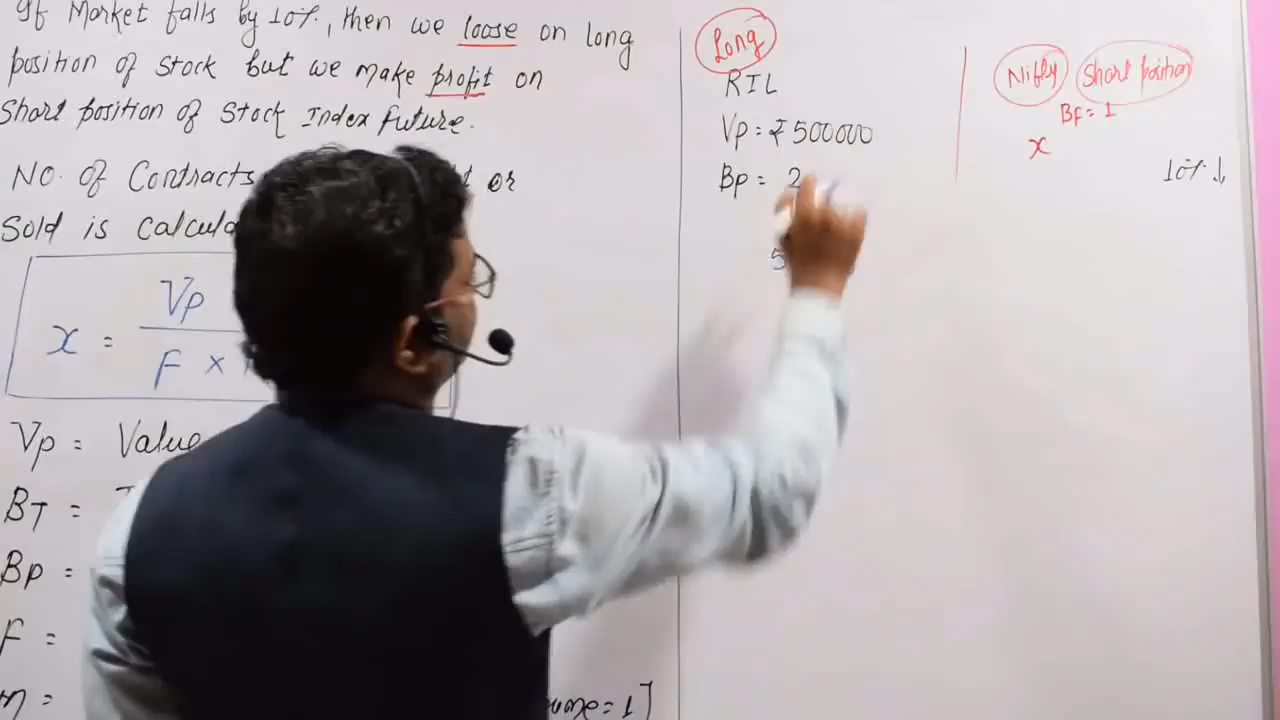 If Market falls by 10%, then we loose on long
position of stock but we make profit on
Short position of Stock Index future.
No. of Contracts or
Sold is
x = Vp
F ×
Vp = Value
BT =
Bp =
F =
m = =1]
Long
RIL
Vp = ₹500000
Bp = 2
5
Nifty Short Position
BF = 1
x
10% ↓